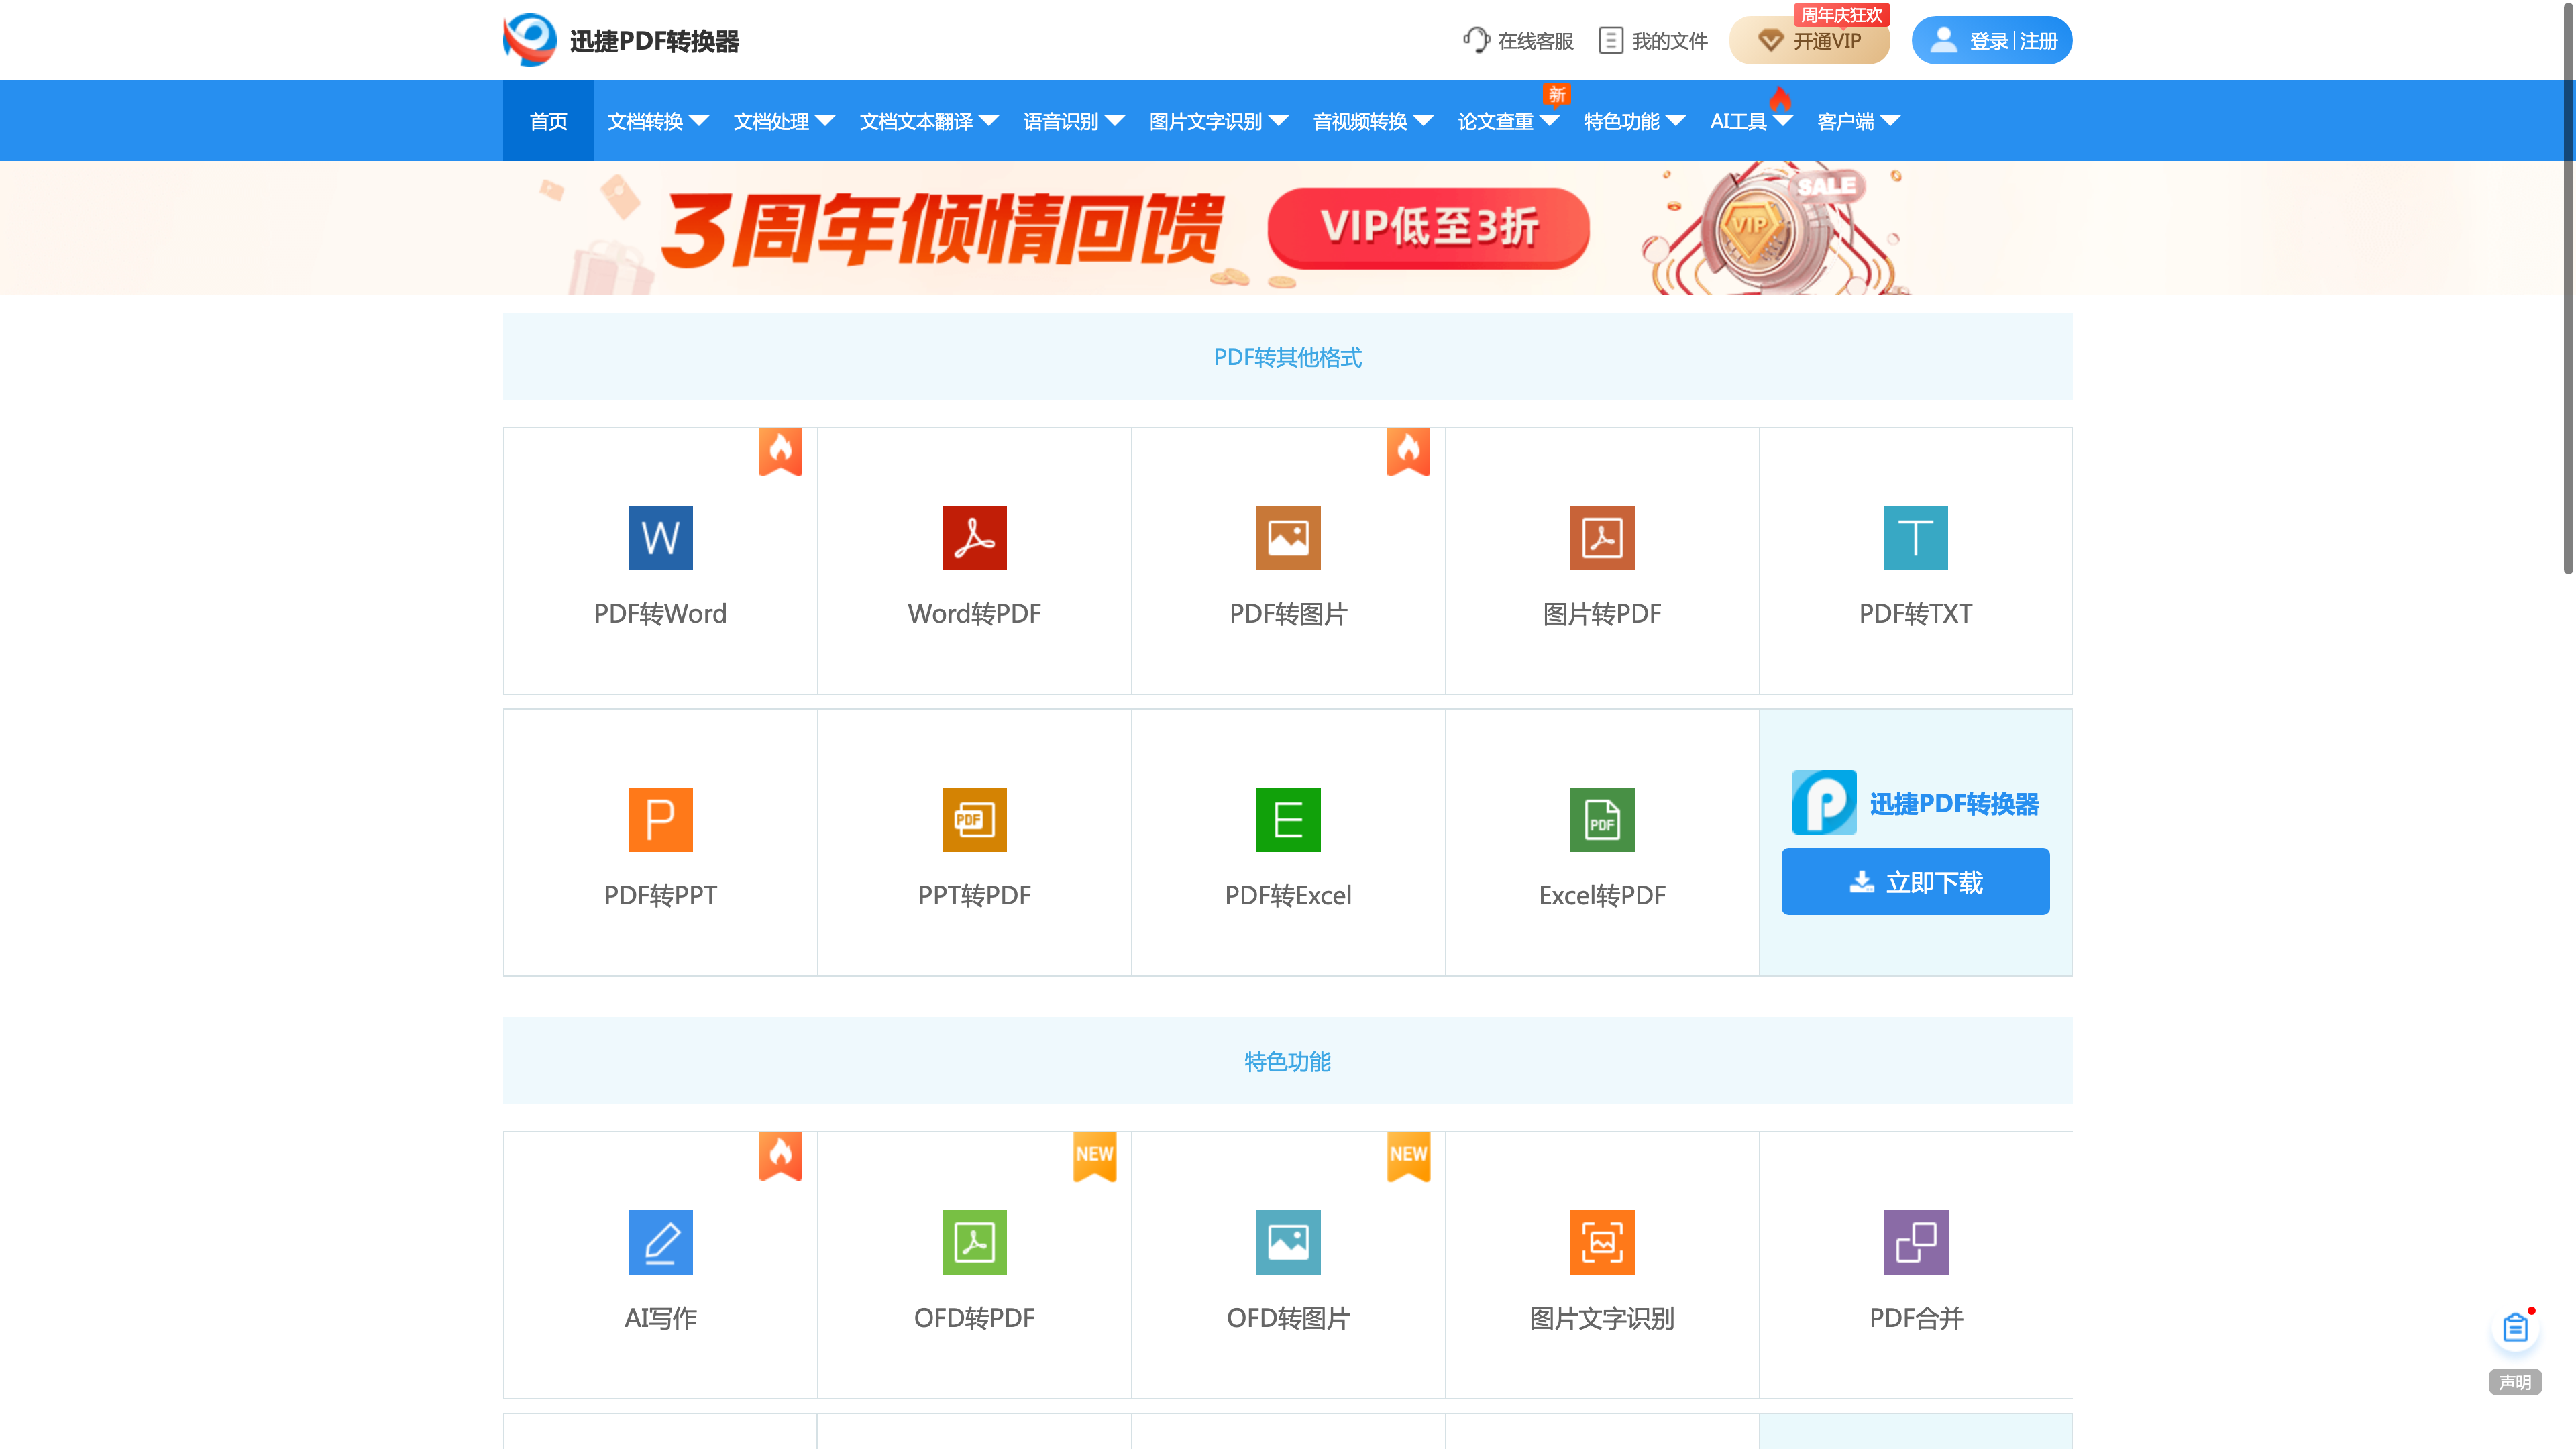 迅捷PDF转换器
在线客服
我的文件
周年庆狂欢
开通VIP
登录|注册
首页
文档转换
文档处理
文档文本翻译
语音识别
图片文字识别
音视频转换
新
论文查重
特色功能
AI工具
客户端
3周年倾情回馈
VIP低至3折
SALE
VIP
PDF转其他格式
W
PDF转Word
Word转PDF
PDF转图片
图片转PDF
T
PDF转TXT
P
PDF转PPT
PDF
PPT转PDF
E
PDF转Excel
PDF
Excel转PDF
迅捷PDF转换器
立即下载
特色功能
AI写作
NEW
OFD转PDF
NEW
OFD转图片
图片文字识别
PDF合并
声明